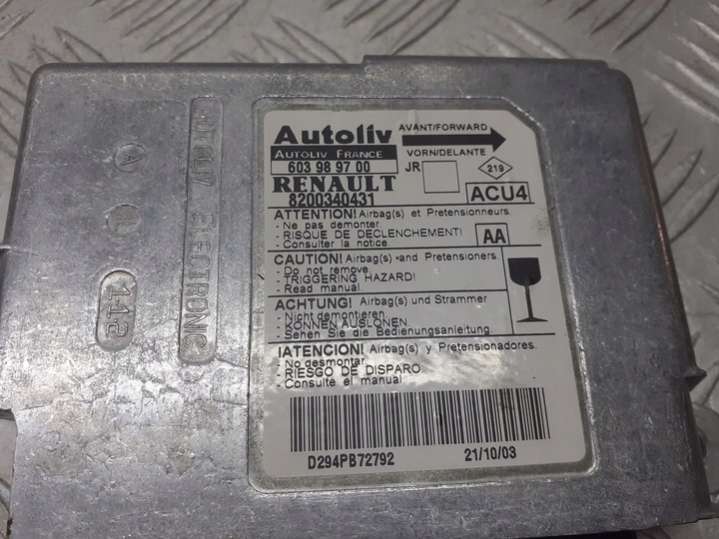 Autoliv
AVANT/FORWARD
AUTOLIV FRANCE
VORN/DELANTE
603 98 97 00
JR
219
RENAULT
ACU4
8200340431
ATTENTION! Airbag(s) et Pretensionneurs
- Ne pas demonter
- RISQUE DE DECLENCHEMENT!
- Consulter la notice
AA
CAUTION! Airbag(s) and Pretensioners
- Do not remove
- TRIGGERING HAZARD!
- Read manual
ACHTUNG! Airbag(s) und Strammer
- Nicht demontieren
- KONNEN AUSLONEN
- Sehen Sie die Bedienungsanleitung
¡ATENCION! Airbag(s) y Pretensionadores
- No desmontar
- RIESGO DE DISPARO
- Consulte el manual
D294PB72792
21/10/03
ELECTRONIC
A
112